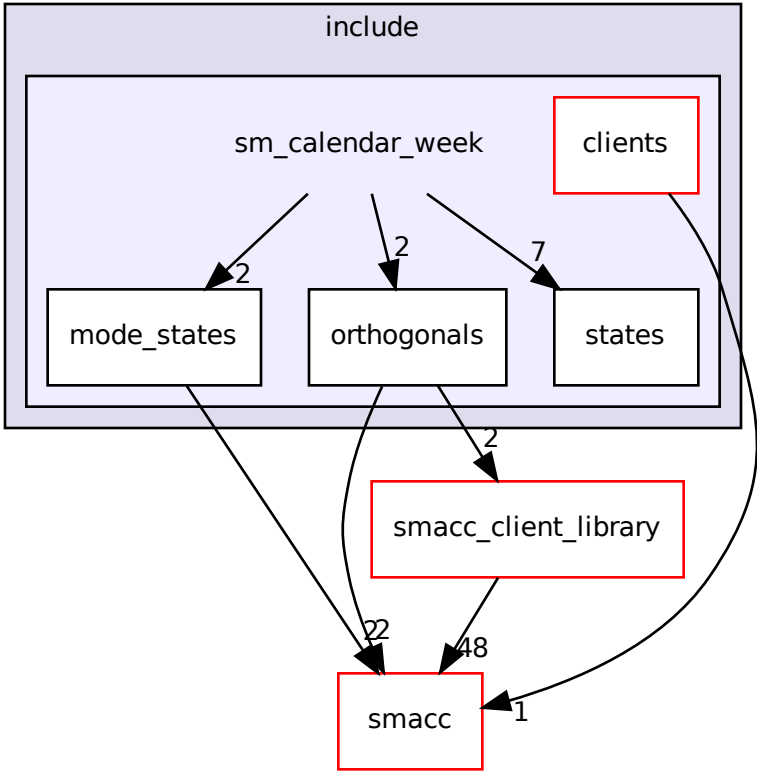 include
sm_calendar_week
clients
2
2
7
mode_states
orthogonals
states
2
smacc_client_library
2
2
48
smacc
1